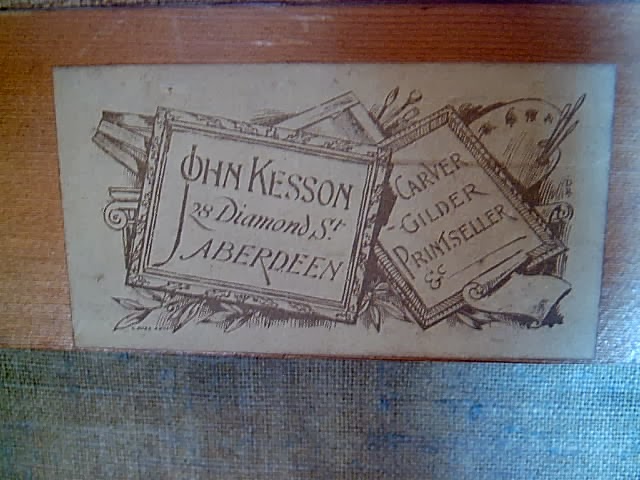 JOHN KESSON
28 Diamond St.
ABERDEEN
CARVER
GILDER
PRINTSELLER
&c